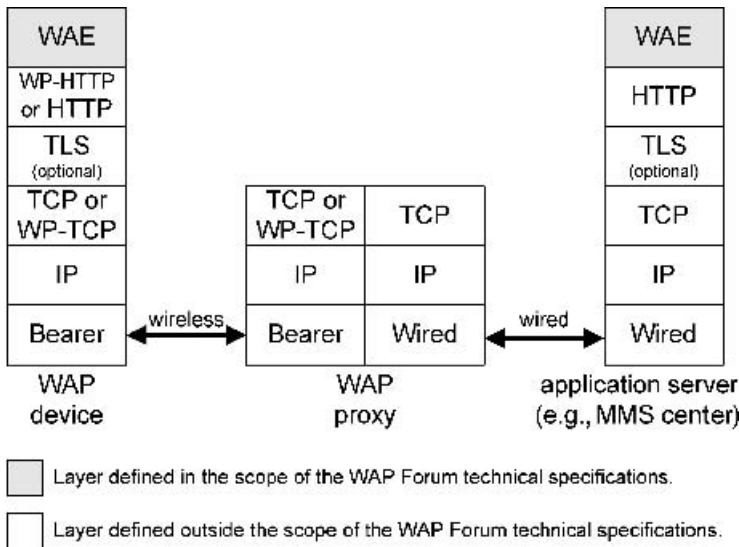 WAE
WP-HTTP
or HTTP
TLS
(optional)
TCP or
WP-TCP
IP
Bearer
WAP
device
wireless
TCP or
WP-TCP
IP
Bearer
TCP
IP
Wired
WAP
proxy
wired
WAE
HTTP
TLS
(optional)
TCP
IP
Wired
application server
(e.g., MMS center)
Layer defined in the scope of the WAP Forum technical specifications.
Layer defined outside the scope of the WAP Forum technical specifications.